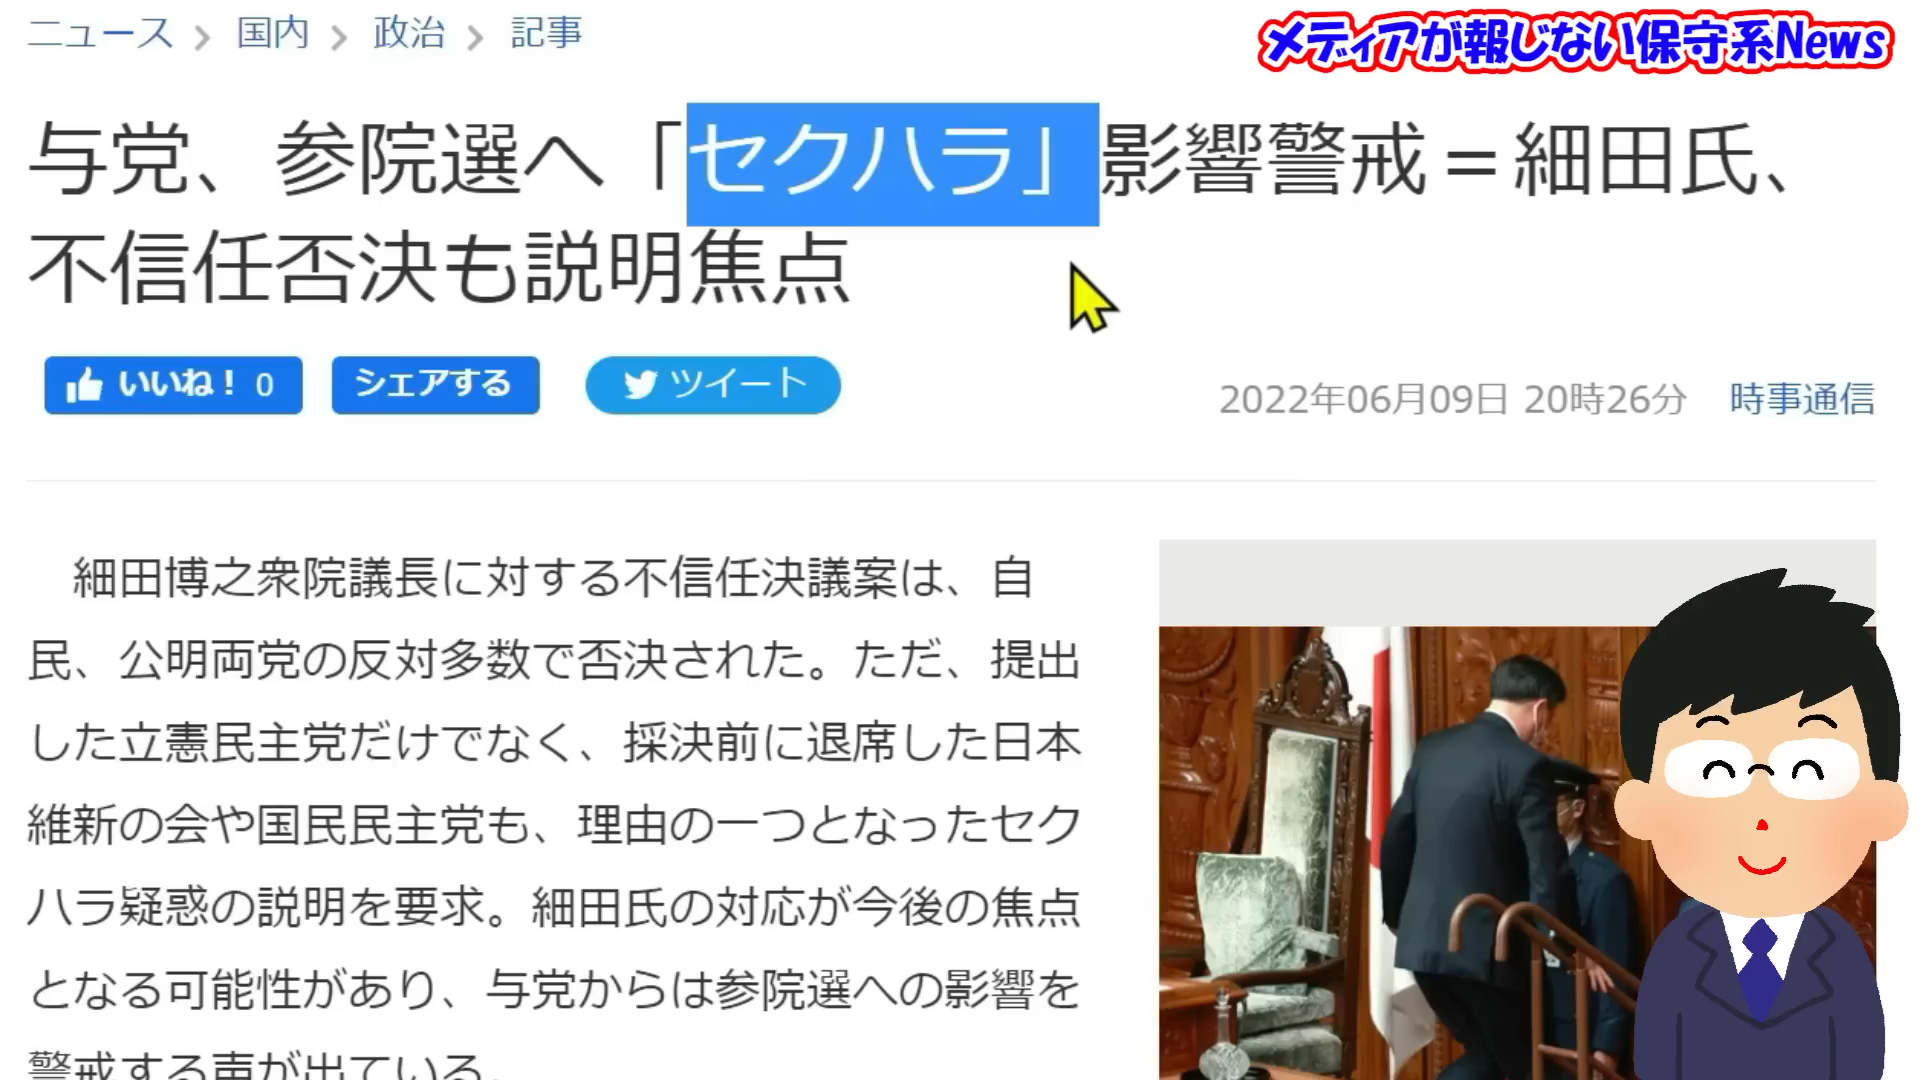 ニュース > 国内 > 政治 > 記事
メディアが報じない保守系News
与党、参院選へ「セクハラ」影響警戒＝細田氏、
不信任否決も説明焦点
いいね！ 0 シェアする ツイート
2022年06月09日 20時26分 時事通信
細田博之衆院議長に対する不信任決議案は、自
民、公明両党の反対多数で否決された。ただ、提出
した立憲民主党だけでなく、採決前に退席した日本
維新の会や国民民主党も、理由の一つとなったセク
ハラ疑惑の説明を要求。細田氏の対応が今後の焦点
となる可能性があり、与党からは参院選への影響を
警戒する声が出ている。